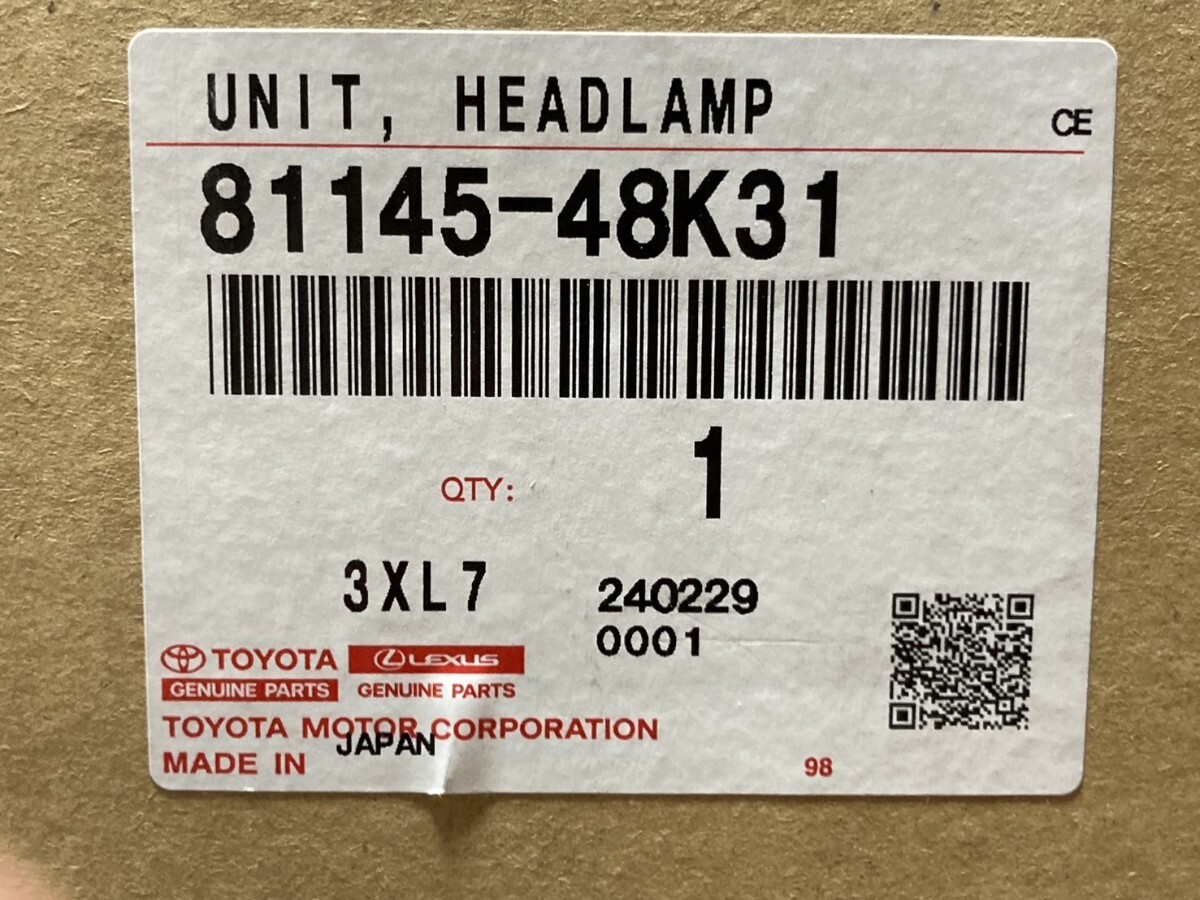 UNIT, HEADLAMP
CE
81145-48K31
QTY: 1
3XL7 240229
0001
TOYOTA LEXUS
GENUINE PARTS GENUINE PARTS
TOYOTA MOTOR CORPORATION
MADE IN JAPAN
98